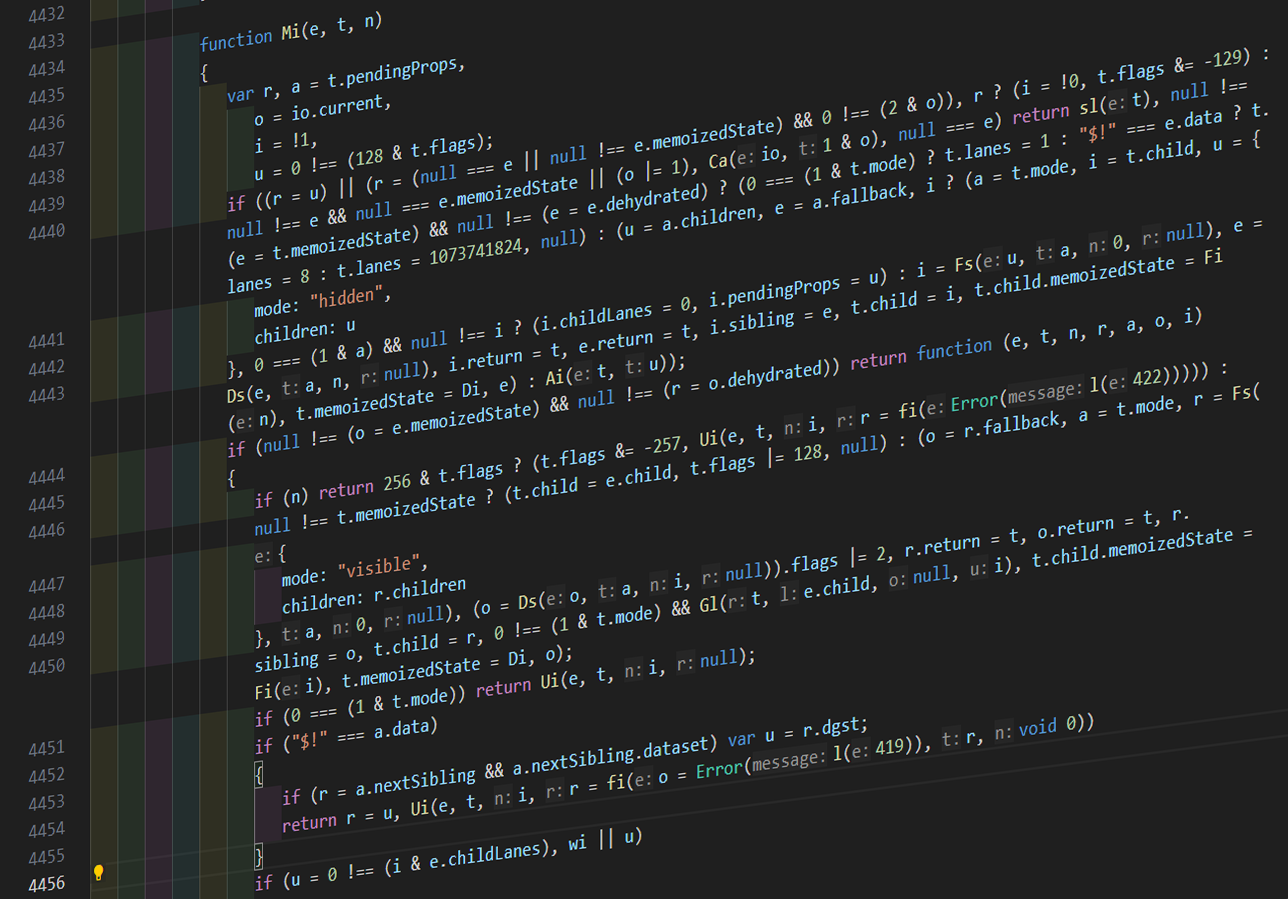 4432
4433 function Mi(e, t, n)
4434 {
4435 var r, a = t.pendingProps,
4436 o = io.current,
4437 i = !1,
4438 u = 0 !== (128 & t.flags);
4439 if ((r = u) || (r = (null === e || null !== e.memoizedState) && 0 !== (2 & o)), r ? (i = !0, t.flags &= -129) :
4440 null !== e && null === e.memoizedState || (o |= 1), Ca(e: io, t: 1 & o), null === e) return sl(e: t), null !==
(e = t.memoizedState) && null !== (e = e.dehydrated) ? (0 === (1 & t.mode) ? t.lanes = 1 : "$!" === e.data ? t.
lanes = 8 : t.lanes = 1073741824, null) : (u = a.children, e = a.fallback, i ? (a = t.mode, i = t.child, u = {
4441 mode: "hidden",
4442 children: u
4443 }, 0 === (1 & a) && null !== i ? (i.childLanes = 0, i.pendingProps = u) : i = Fs(e: u, t: a, n: 0, r: null), e =
Ds(e, t: a, n, r: null), i.return = t, e.return = t, i.sibling = e, t.child = i, t.child.memoizedState = Fi
(e: n), t.memoizedState = Di, e) : Ai(e: t, t: u));
4444 if (null !== (o = e.memoizedState) && null !== (r = o.dehydrated)) return function (e, t, n, r, a, o, i)
4445 {
4446 if (n) return 256 & t.flags ? (t.flags &= -257, Ui(e, t, n: i, r: r = fi(e: Error(message: l(e: 422))))) :
null !== t.memoizedState ? (t.child = e.child, t.flags |= 128, null) : (o = r.fallback, a = t.mode, r = Fs(
e: {
4447 mode: "visible",
4448 children: r.children
4449 }, t: a, n: 0, r: null), (o = Ds(e: o, t: a, n: i, r: null)).flags |= 2, r.return = t, o.return = t, r.
4450 sibling = o, t.child = r, 0 !== (1 & t.mode) && Gl(r: t, l: e.child, o: null, u: i), t.child.memoizedState =
Fi(e: i), t.memoizedState = Di, o);
4451 if (0 === (1 & t.mode)) return Ui(e, t, n: i, r: null);
4452 if ("$!" === a.data)
4453 {
4454 if (r = a.nextSibling && a.nextSibling.dataset) var u = r.dgst;
4455 return r = u, Ui(e, t, n: i, r: r = fi(e: o = Error(message: l(e: 419)), t: r, n: void 0))
4456 }
if (u = 0 !== (i & e.childLanes), wi || u)